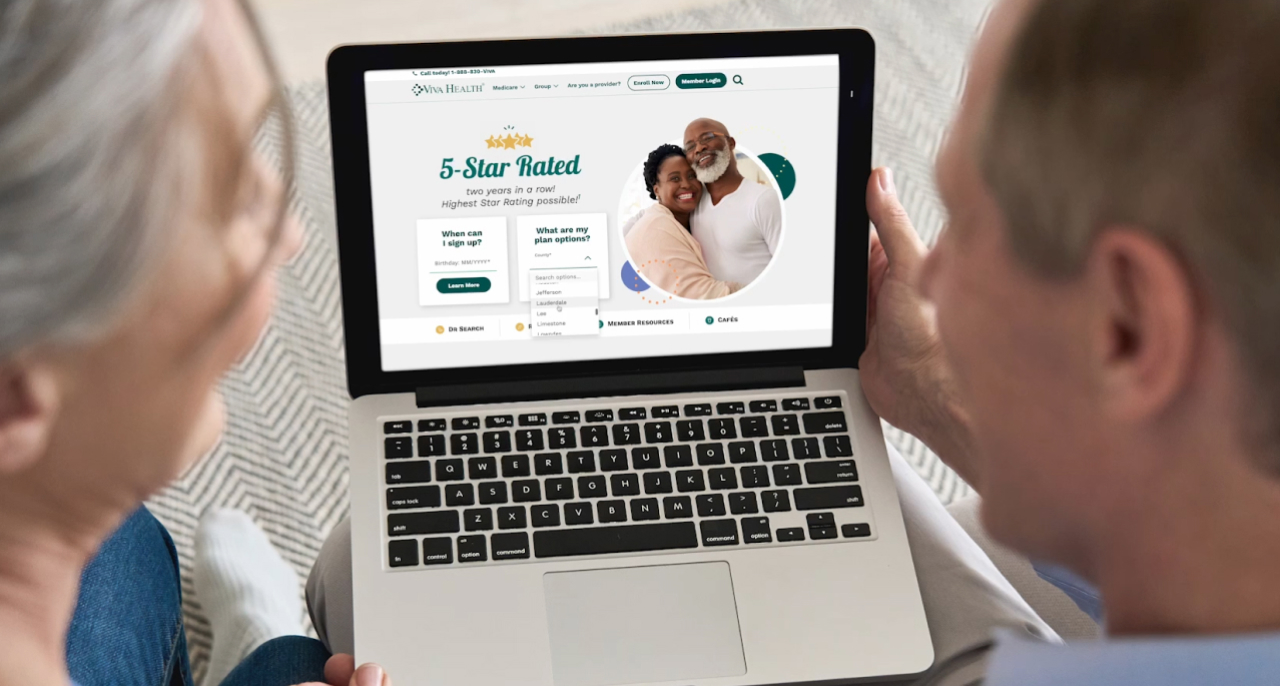 Call today! 1-888-830-VIVA
VIVA HEALTH
Medicare
Group
Are you a provider?
Enroll Now
Member Login
5-Star Rated
two years in a row!
Highest Star Rating possible!†
When can
I sign up?
Birthday: MM/YYYY*
Learn More
What are my
plan options?
County*
Search options...
Jefferson
Lauderdale
Lee
Limestone
Lowndes
DR SEARCH
MEMBER RESOURCES
CAFÉS
esc
delete
tab
Q W E R T Y U I O P
return
caps lock
A S D F G H J K L
shift
Z X C V B N M
shift
fn
control
option
command
command
option